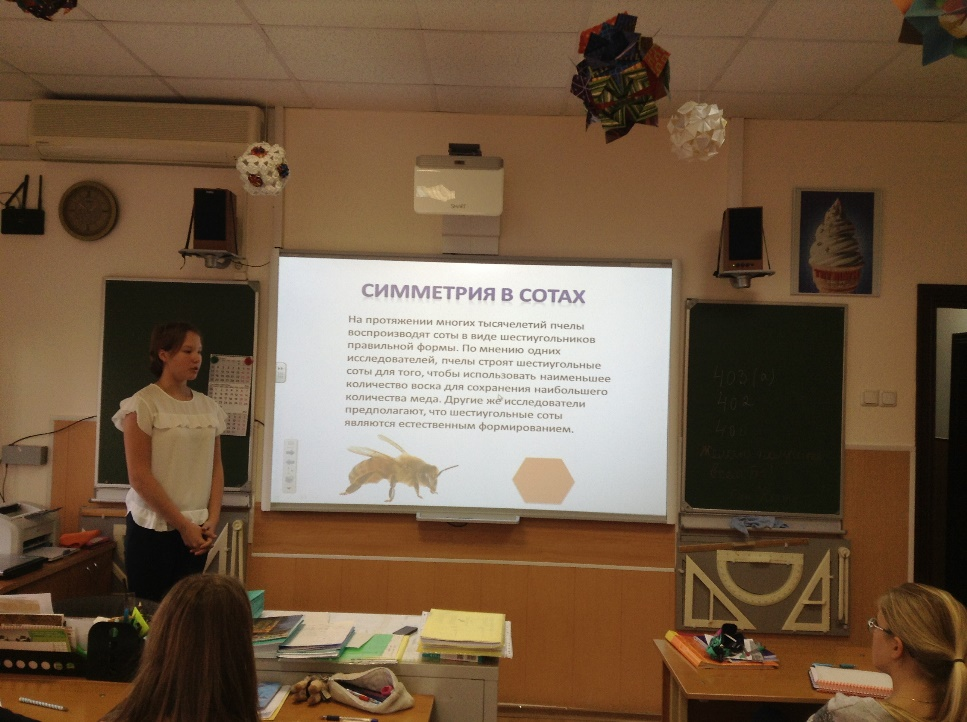 СИММЕТРИЯ В СОТАХ
На протяжении многих тысячелетий пчелы
воспроизводят соты в виде шестиугольников
правильной формы. По мнению одних
исследователей, пчелы строят шестиугольные
соты для того, чтобы использовать наименьшее
количество воска для сохранения наибольшего
количества меда. Другие же исследователи
предполагают, что шестиугольные соты
являются естественным формированием.